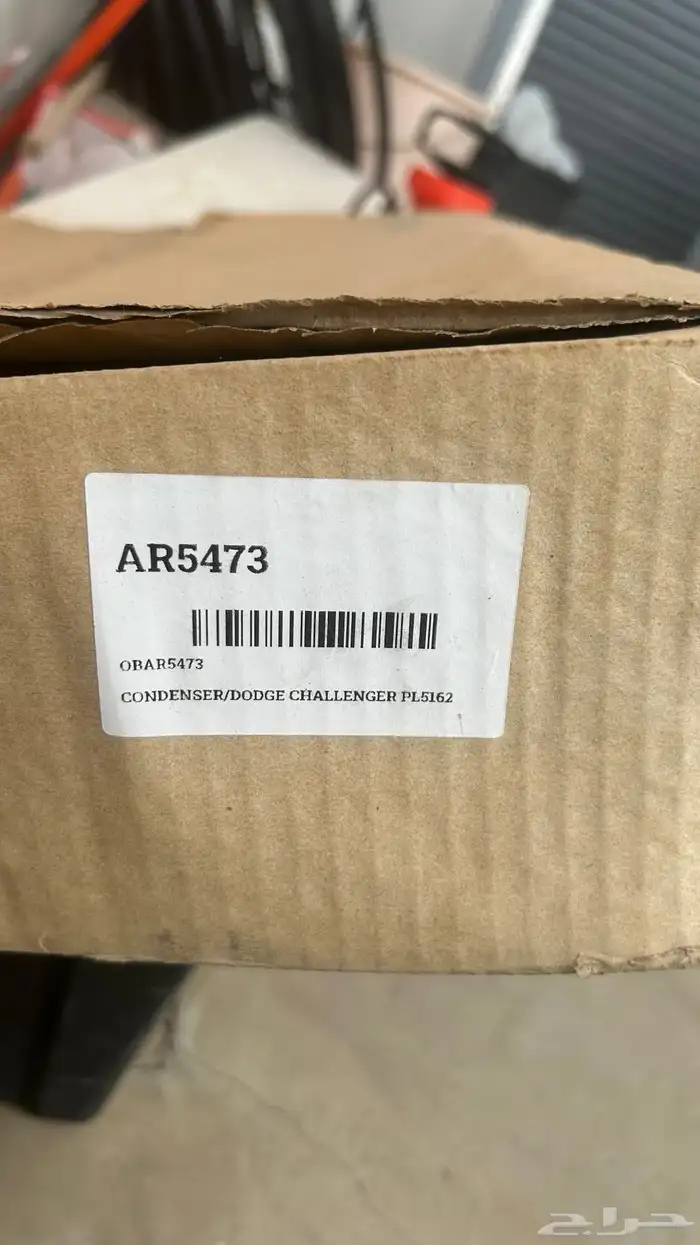 AR5473
OBAR5473
CONDENSER/DODGE CHALLENGER PL5162
حراج